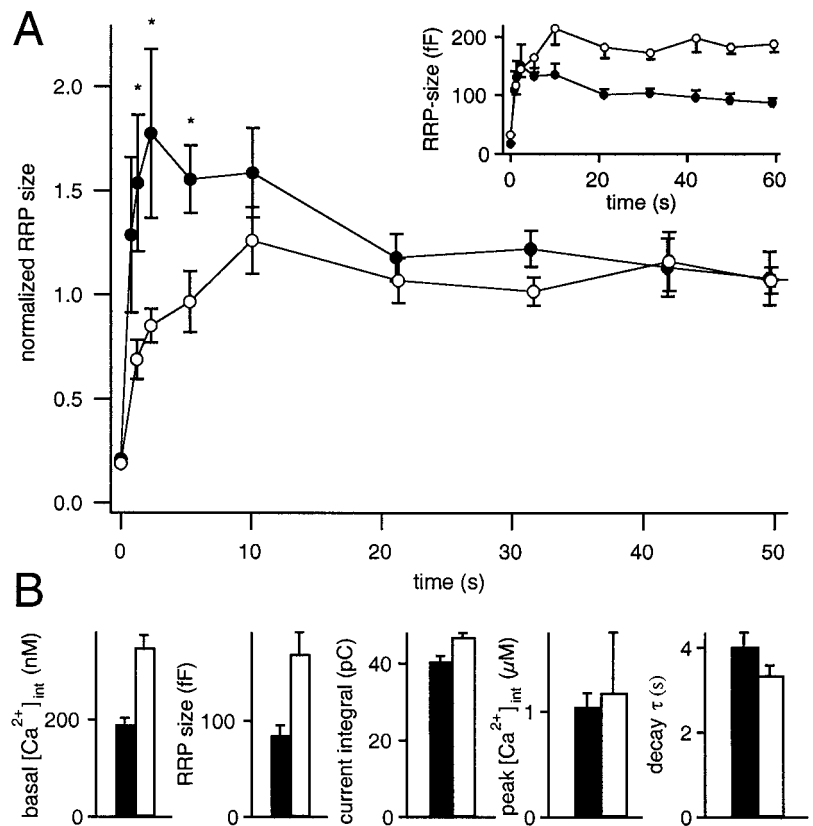 A
*
*
*
2.0
1.5
1.0
0.5
0.0
normalized RRP size
0 10 20 30 40 50
time (s)
200
100
0
RRP-size (fF)
0 20 40 60
time (s)
B
basal [Ca2+]int (nM)
200
0
RRP size (fF)
100
0
current integral (pC)
40
20
0
peak [Ca2+]int (µM)
1
0
decay τ (s)
4
2
0